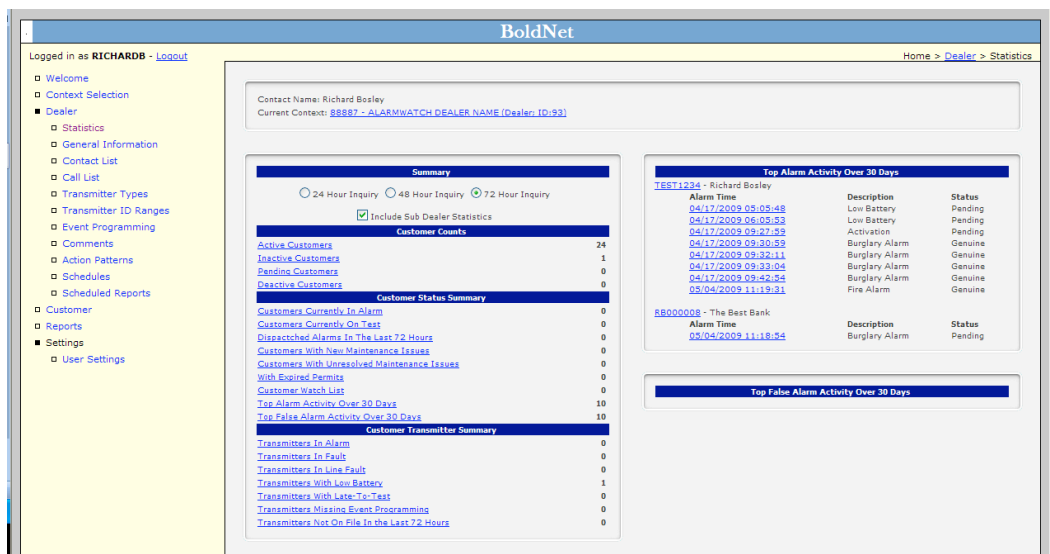 BoldNet
Logged in as RICHARDB - Logout
Home > Dealer > Statistics
Welcome
Context Selection
Dealer
Statistics
General Information
Contact List
Call List
Transmitter Types
Transmitter ID Ranges
Event Programming
Comments
Action Patterns
Schedules
Scheduled Reports
Customer
Reports
Settings
User Settings
Contact Name: Richard Bosley
Current Context: 88887 - ALARMWATCH DEALER NAME (Dealer: ID:93)
Summary
24 Hour Inquiry 48 Hour Inquiry 72 Hour Inquiry
Include Sub Dealer Statistics
Customer Counts
Active Customers 24
Inactive Customers 1
Pending Customers 0
Deactive Customers 0
Customer Status Summary
Customers Currently In Alarm 0
Customers Currently On Test 0
Dispactched Alarms In The Last 72 Hours 0
Customers With New Maintenance Issues 0
Customers With Unresolved Maintenance Issues 0
With Expired Permits 0
Customer Watch List 0
Top Alarm Activity Over 30 Days 10
Top False Alarm Activity Over 30 Days 10
Customer Transmitter Summary
Transmitters In Alarm 0
Transmitters In Fault 0
Transmitters In Line Fault 0
Transmitters With Low Battery 1
Transmitters With Late-To-Test 0
Transmitters Missing Event Programming 0
Transmitters Not On File In the Last 72 Hours 0
Top Alarm Activity Over 30 Days
TEST1234 - Richard Bosley
Alarm Time Description Status
04/17/2009 05:05:48 Low Battery Pending
04/17/2009 06:05:53 Low Battery Pending
04/17/2009 09:27:59 Activation Pending
04/17/2009 09:30:59 Burglary Alarm Genuine
04/17/2009 09:32:11 Burglary Alarm Genuine
04/17/2009 09:33:04 Burglary Alarm Genuine
04/17/2009 09:42:54 Burglary Alarm Genuine
05/04/2009 11:19:31 Fire Alarm Genuine
RB000008 - The Best Bank
Alarm Time Description Status
05/04/2009 11:18:54 Burglary Alarm Pending
Top False Alarm Activity Over 30 Days